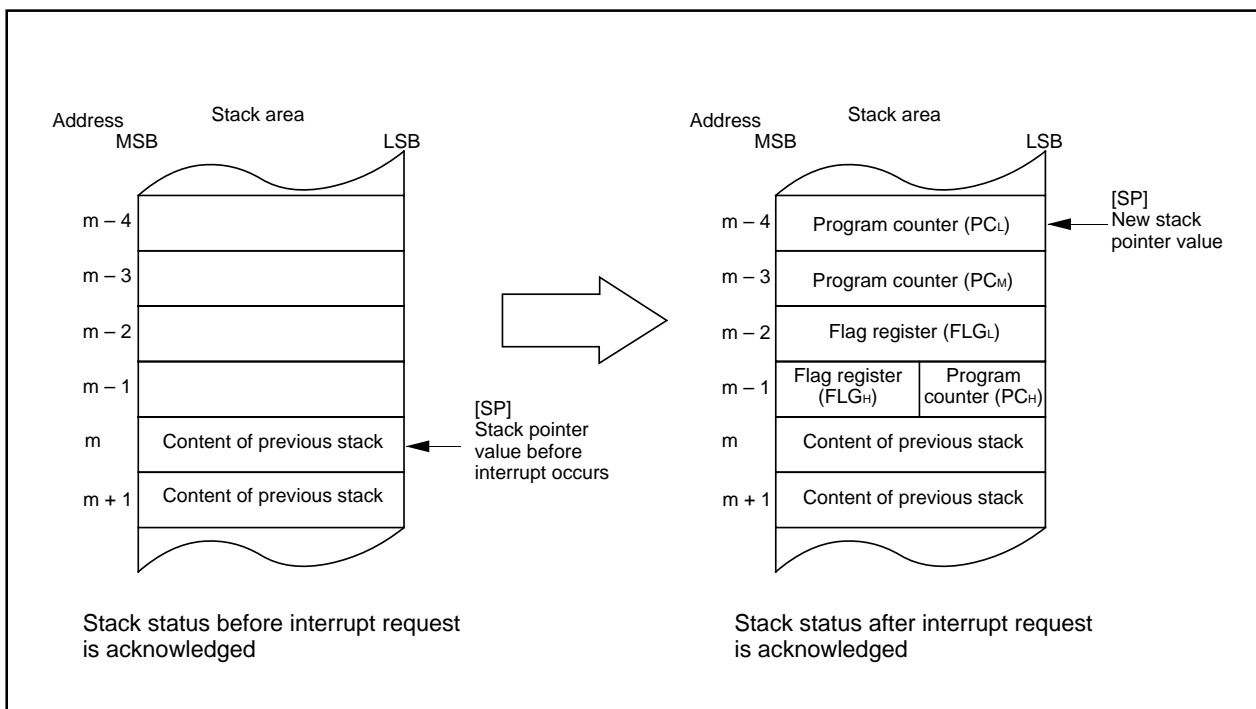 Address
MSB
Stack area
LSB
m – 4
m – 3
m – 2
m – 1
m
Content of previous stack
m + 1
Content of previous stack
[SP]
Stack pointer
value before
interrupt occurs
Stack status before interrupt request
is acknowledged
Address
MSB
Stack area
LSB
m – 4
Program counter (PCL)
[SP]
New stack
pointer value
m – 3
Program counter (PCM)
m – 2
Flag register (FLGL)
m – 1
Flag register
(FLGH)
Program
counter (PCH)
m
Content of previous stack
m + 1
Content of previous stack
Stack status after interrupt request
is acknowledged